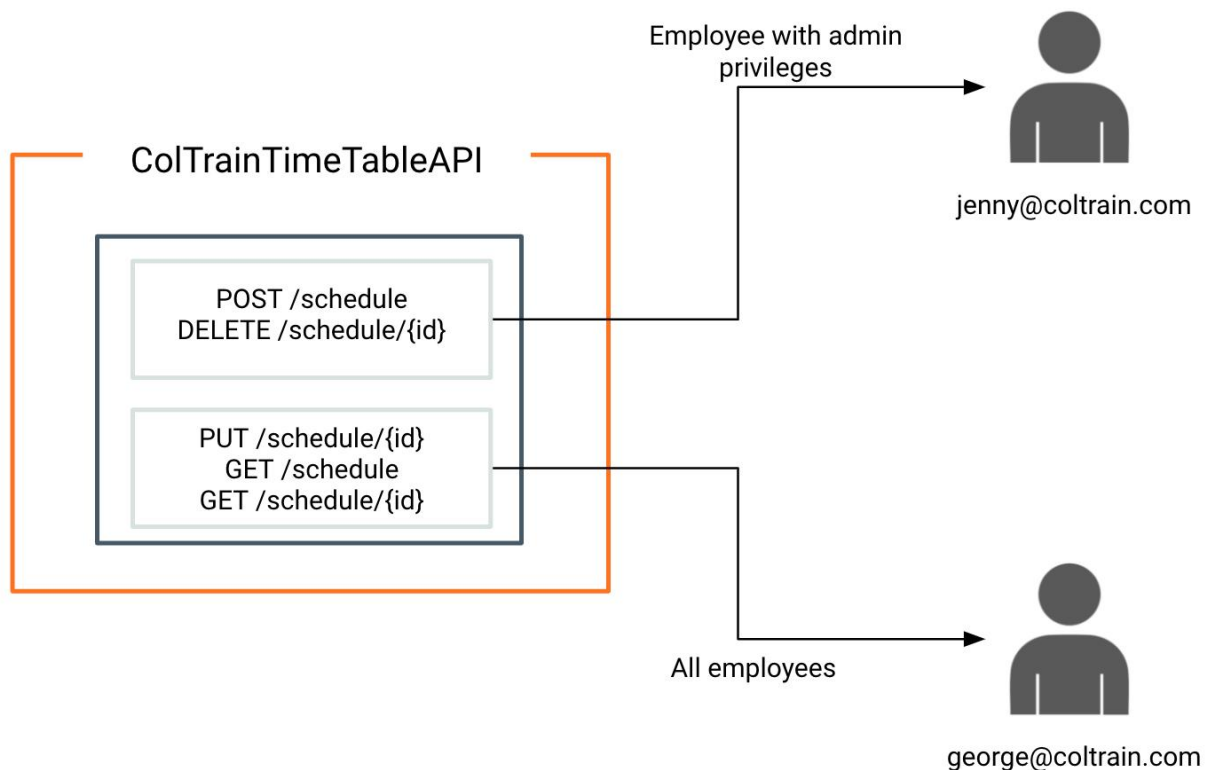 Employee with admin
privileges
jenny@coltrain.com
ColTrainTimeTableAPI
POST /schedule
DELETE /schedule/{id}
PUT /schedule/{id}
GET /schedule
GET /schedule/{id}
All employees
george@coltrain.com